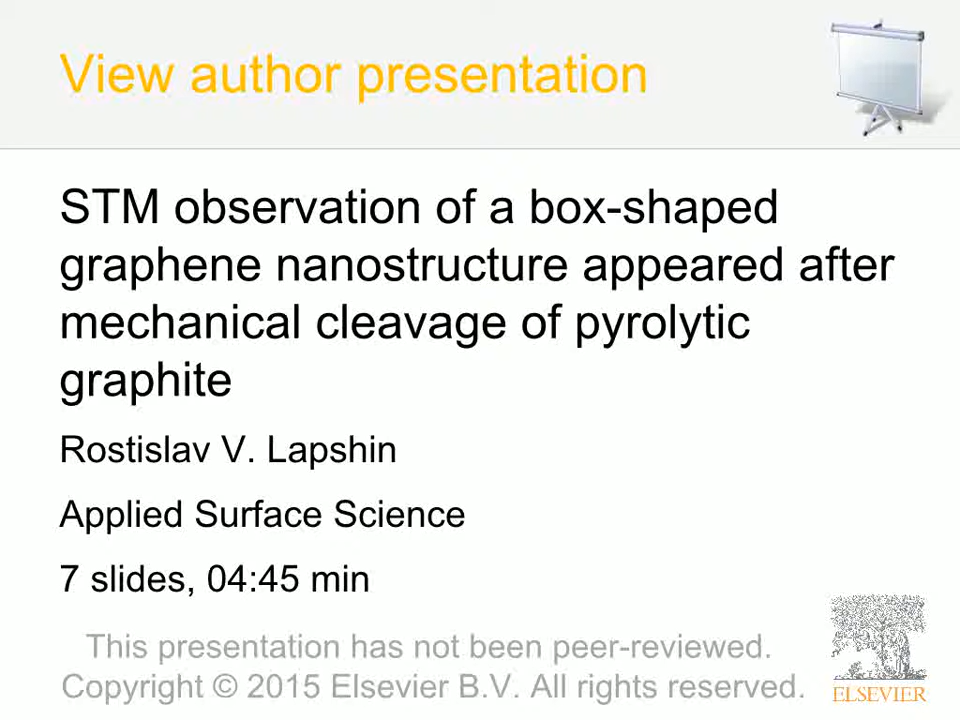 View author presentation
STM observation of a box-shaped
graphene nanostructure appeared after
mechanical cleavage of pyrolytic
graphite
Rostislav V. Lapshin
Applied Surface Science
7 slides, 04:45 min
This presentation has not been peer-reviewed.
Copyright © 2015 Elsevier B.V. All rights reserved.
ELSEVIER